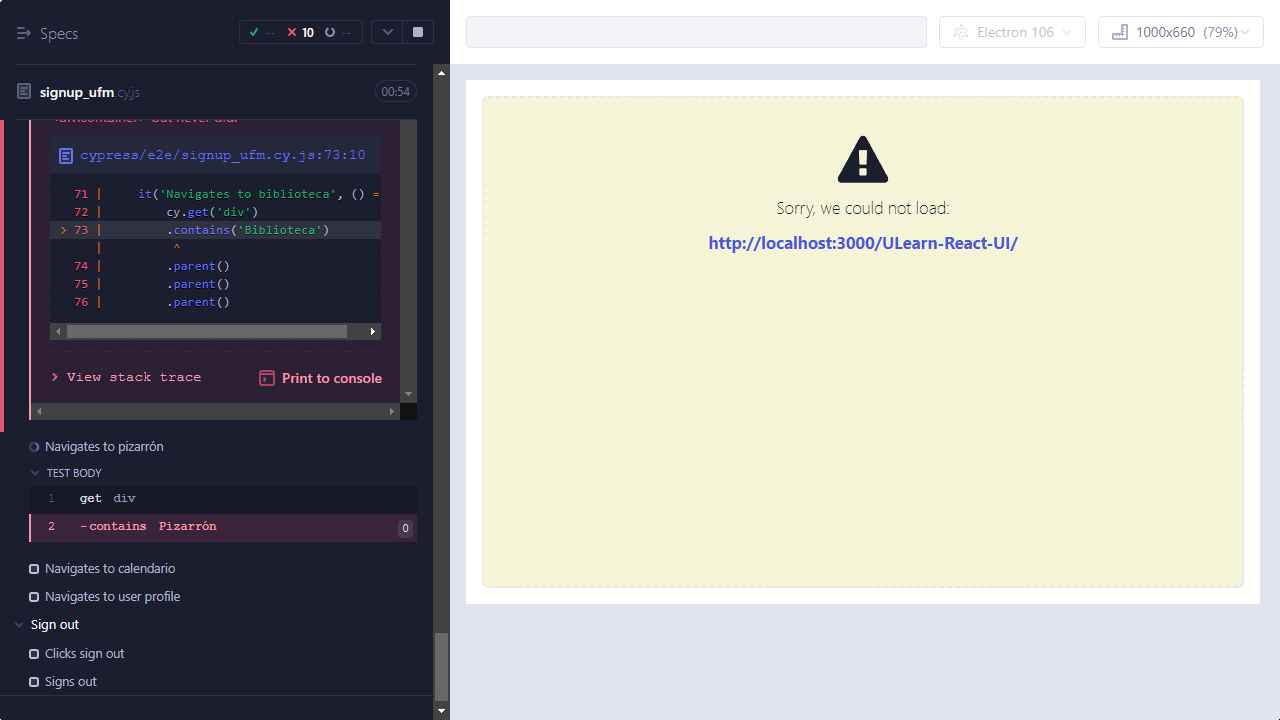 Specs
--
10
--
Electron 106
1000x660 (79%)
signup_ufm.cy.js
00:54
<div.container> but never did.
cypress/e2e/signup_ufm.cy.js:73:10
71 | it('Navigates to biblioteca', () =
72 | cy.get('div')
> 73 | .contains('Biblioteca')
| ^
74 | .parent()
75 | .parent()
76 | .parent()
> View stack trace
Print to console
Navigates to pizarrón
TEST BODY
1 get div
2 -contains Pizarrón 0
Navigates to calendario
Navigates to user profile
Sign out
Clicks sign out
Signs out
Sorry, we could not load:
http://localhost:3000/ULearn-React-UI/